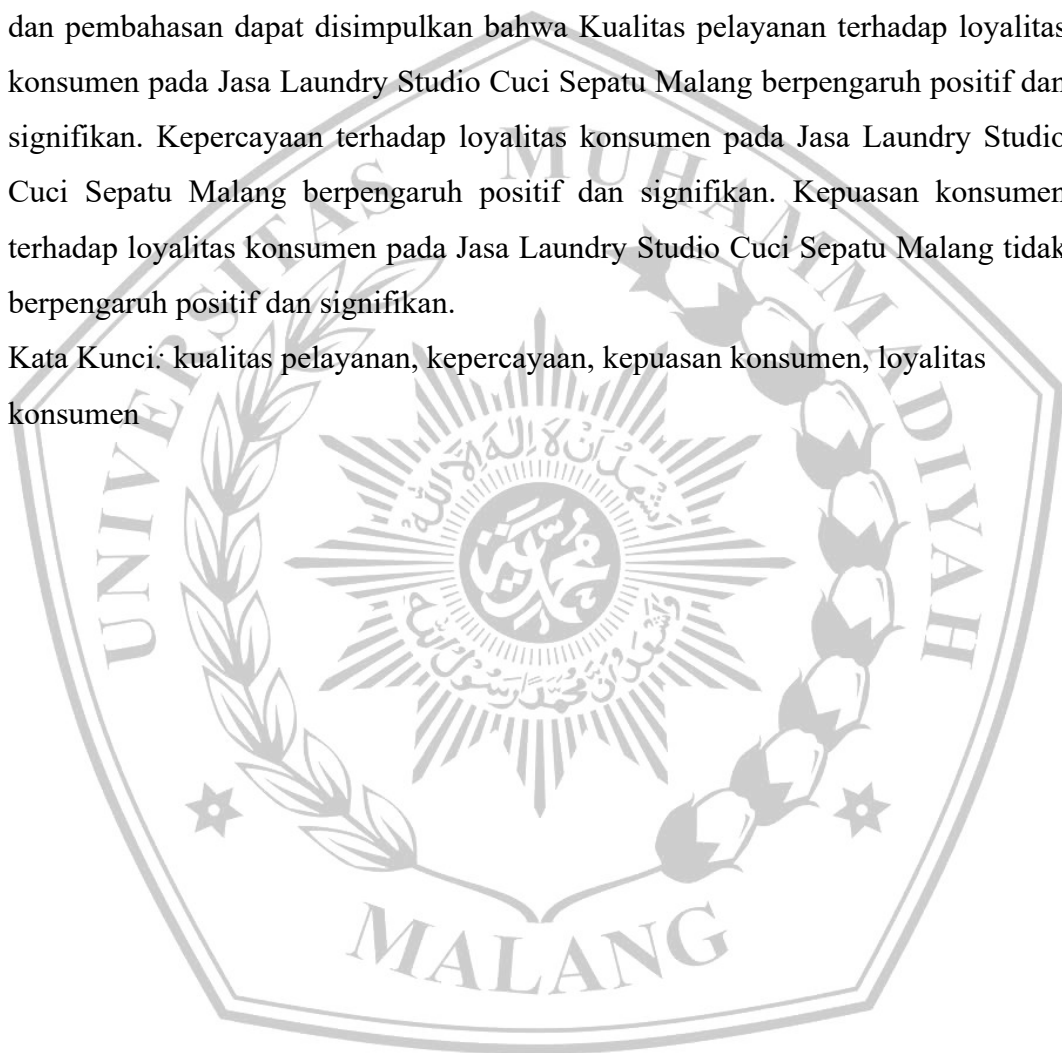 dan pembahasan dapat disimpulkan bahwa Kualitas pelayanan terhadap loyalitas
konsumen pada Jasa Laundry Studio Cuci Sepatu Malang berpengaruh positif dan
signifikan. Kepercayaan terhadap loyalitas konsumen pada Jasa Laundry Studio
Cuci Sepatu Malang berpengaruh positif dan signifikan. Kepuasan konsumen
terhadap loyalitas konsumen pada Jasa Laundry Studio Cuci Sepatu Malang tidak
berpengaruh positif dan signifikan.
Kata Kunci: kualitas pelayanan, kepercayaan, kepuasan konsumen, loyalitas
konsumen
UNIVERSITAS MUHAMMADIYAH
MALANG